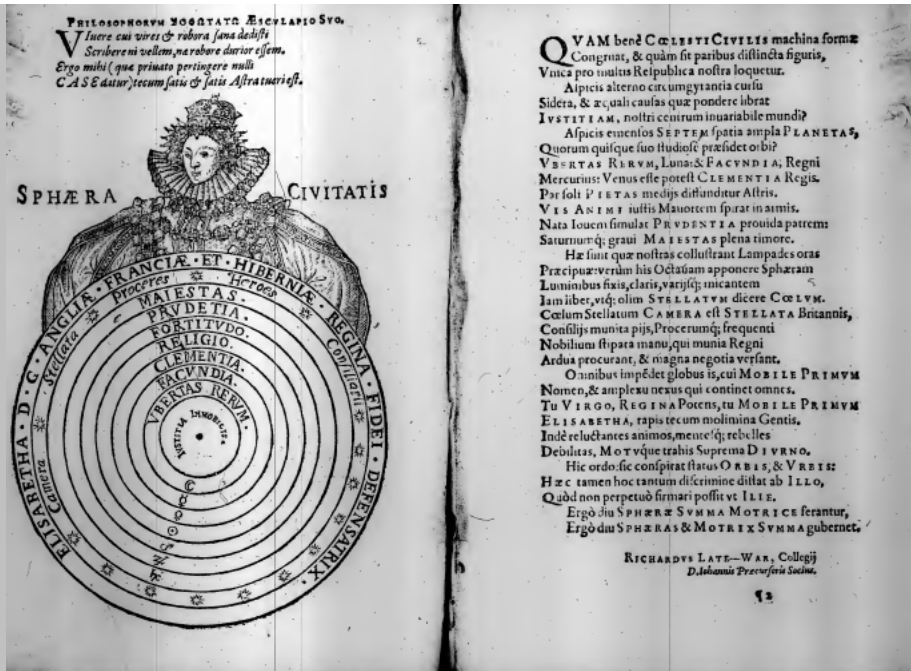 PHILOSOPHORVM ÆSCVLAPIO SVO.
VIuere cui vires & robora sana dedisti
Scribere ni vellem, na robore durior essem.
Ergo mihi (que priuato pertingere nulli
CASE datur) tecum satis & satis Astra tueri est.
SPHÆRA CIVITATIS
ELISABETHA · D · G · ANGLIÆ · FRANCIÆ · ET · HIBERNIÆ · REGINA · FIDEI · DEFENSATRIX ·
Camera Stellata Proceres Heroes Consiliarii
MAIESTAS.
PRVDETIA.
FORTITVDO.
RELIGIO.
CLEMENTIA.
FACVNDIA.
VBERTAS RERVM.
IVSTITIA IMMOBILIS
☾
☿
♀
☉
♂
♃
♄
QVAM benè CŒLESTI CIVILIS machina formæ
Congruat, & quàm sit paribus distincta figuris,
Vnica pro multis Respublica nostra loquetur.
Aspicis alterno circumgyrantia cursu
Sidera, & æquali causas quæ pondere librat
IVSTITIAM, nostri centrum inuariabile mundi?
Aspicis emensos SEPTEM spatia ampla PLANETAS,
Quorum quisque suo studiosè præsidet orbi?
VBERTAS RERVM, Luna: & FACVNDIA, Regni
Mercurius: Venus esse potest CLEMENTIA Regis.
Par soli PIETAS medijs diffunditur Astris.
VIS ANIMI iustis Mauortem spirat in armis.
Nata Iouem simulat PRVDENTIA prouida patrem:
Saturnumq; graui MAIESTAS plena timore.
Hæ sunt quæ nostras collustrant Lampades oras
Præcipuæ: verùm his Octauam apponere Sphæram
Luminibus fixis, claris, varijsq; micantem
Iam liber, vtq; olim STELLATVM dicere CŒLVM.
Cœlum Stellatum CAMERA est STELLATA Britannis,
Consilijs munita pijs, Procerumq; frequenti
Nobilium stipata manu, qui munia Regni
Ardua procurant, & magna negotia versant.
Omnibus impēdet globus is, cui MOBILE PRIMVM
Nomen, & amplexu nexus qui continet omnes.
Tu VIRGO, REGINA Potens, tu MOBILE PRIMVM
ELISABETHA, rapis tecum molimina Gentis.
Indè reluctantes animos, mentesq; rebelles
Debilitas, MOTVque trahis Suprema DIVRNO.
Hic ordo: sic conspirat status ORBIS, & VRBIS:
Hæc tamen hoc tantum discrimine distat ab ILLO,
Quòd non perpetuò firmari possit vt ILLE.
Ergò diu SPHÆRÆ SVMMA MOTRICE ferantur,
Ergò diu SPHÆRAS & MOTRIX SVMMA gubernet.
RICHARDVS LATE-WAR, Collegij
D. Iohannis Præcursoris Socius.
¶2